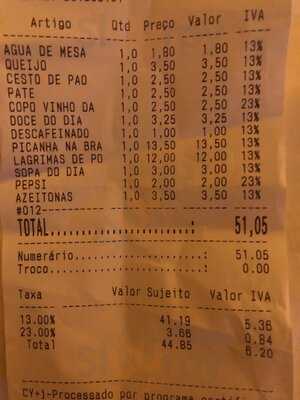 Artigo Qtd Preço Valor IVA
AGUA DE MESA 1,0 1,80 1,80 13%
QUEIJO 1,0 3,50 3,50 13%
CESTO DE PAO 1,0 2,50 2,50 13%
PATE 1,0 2,50 2,50 13%
COPO VINHO DA 1,0 2,50 2,50 23%
DOCE DO DIA 1,0 3,25 3,25 13%
DESCAFEINADO 1,0 1,00 1,00 13%
PICANHA NA BRA 1,0 13,50 13,50 13%
LAGRIMAS DE PO 1,0 12,00 12,00 13%
SOPA DO DIA 1,0 3,00 3,00 13%
PEPSI 1,0 2,00 2,00 23%
AZEITONAS 1,0 3,50 3,50 13%
#012
TOTAL....................: 51,05
Numerário................: 51.05
Troco....................: 0.00
Taxa Valor Sujeito Valor IVA
13.00% 41.19 5.36
23.00% 3.66 0.84
Total 44.85 6.20
CY+j-Processado por programa